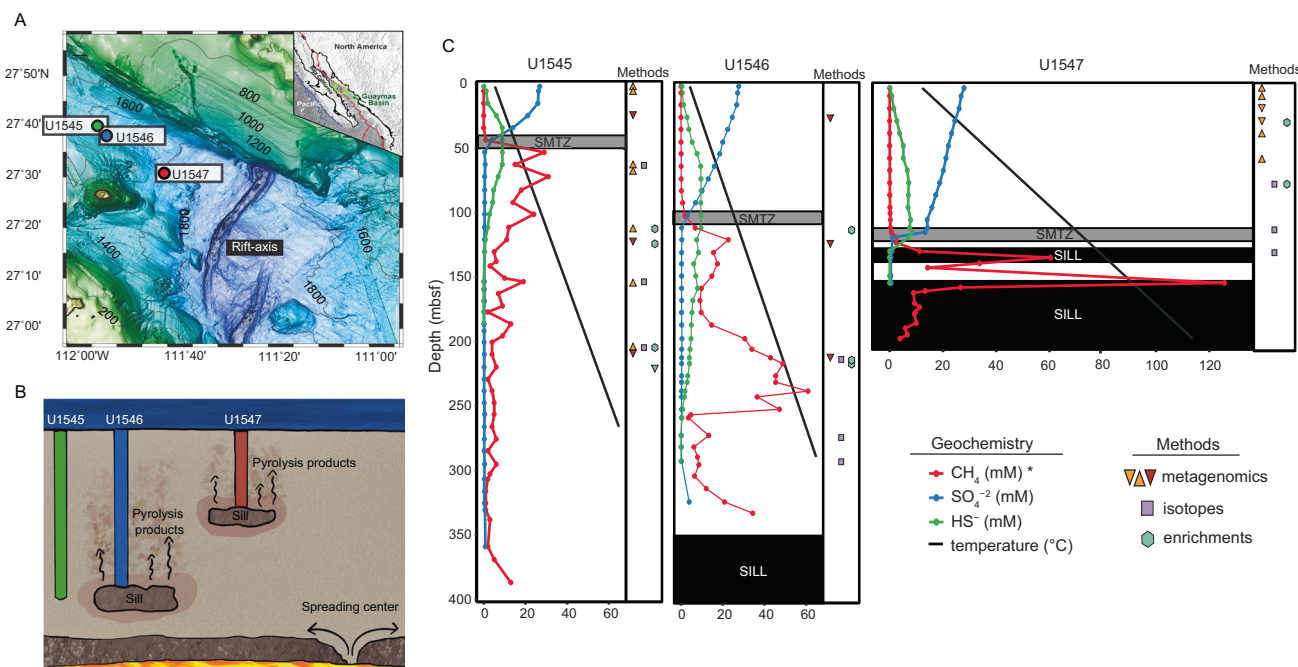 A
North America
Pacific
Guaymas
Basin
27°50'N
27°40'
27°30'
27°20'
27°10'
27°00'
112°00'W
111°40'
111°20'
111°00'
1600
800
1000
1200
1800
1400
200
1600
1800
U1545
U1546
U1547
Rift-axis
B
U1545
U1546
U1547
Pyrolysis products
Pyrolysis
products
Sill
Sill
Spreading center
C
U1545
Methods
U1546
Methods
U1547
Methods
Depth (mbsf)
0
50
100
150
200
250
300
350
400
SMTZ
SMTZ
SMTZ
SILL
SILL
SILL
0 20 40 60
0 20 40 60
0 20 40 60 80 100 120
Geochemistry
CH₄ (mM) *
SO₄⁻² (mM)
HS⁻ (mM)
temperature (°C)
Methods
metagenomics
isotopes
enrichments